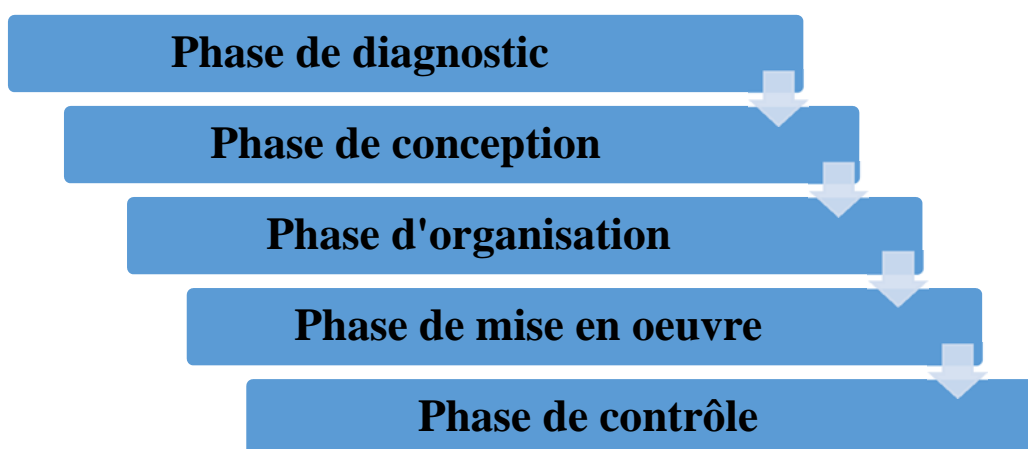 Phase de diagnostic
Phase de conception
Phase d'organisation
Phase de mise en oeuvre
Phase de contrôle